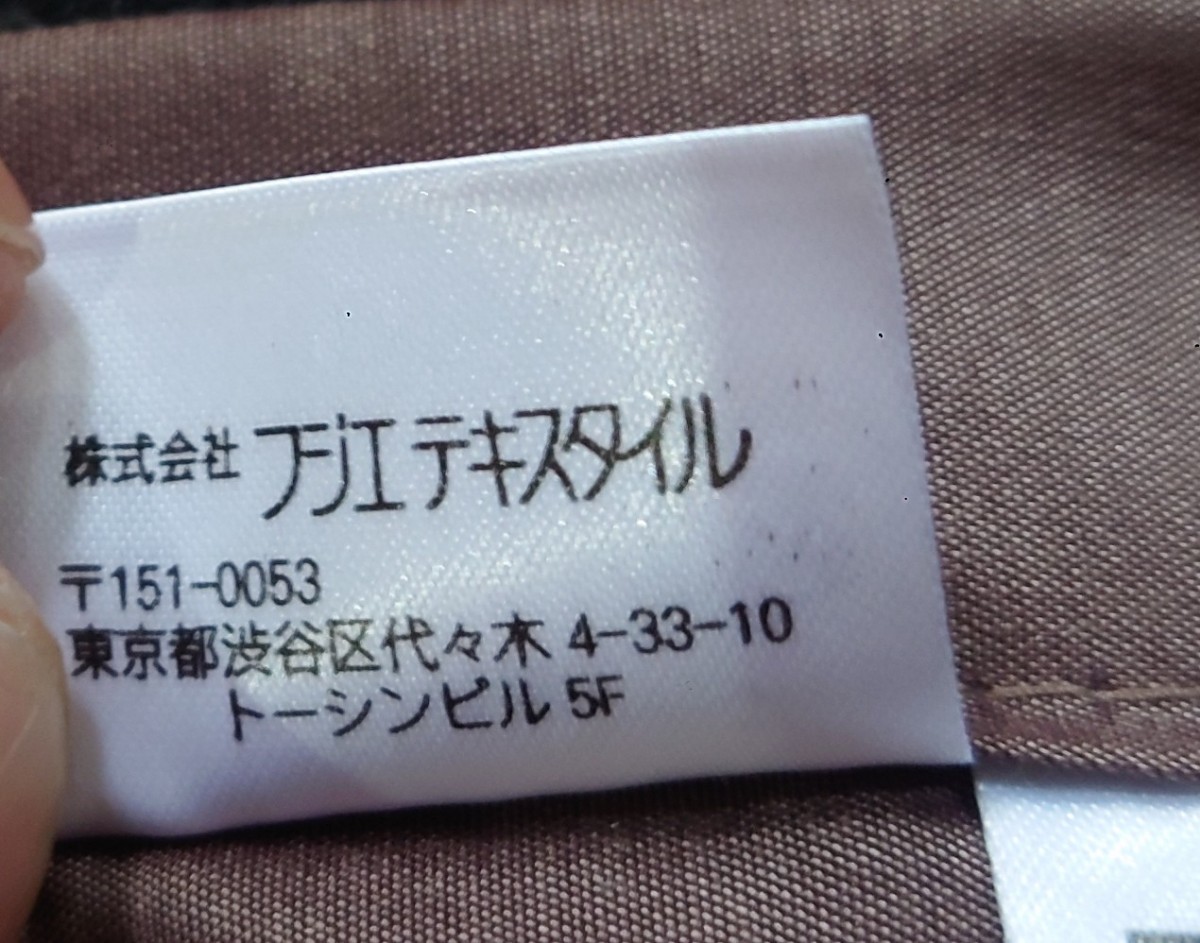 株式会社 フジエテキスタイル
〒151-0053
東京都渋谷区代々木 4-33-10
トーシンビル 5F